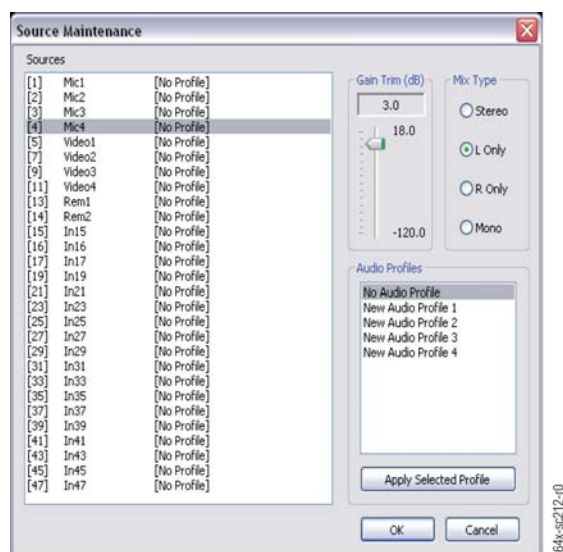 Source Maintenance
Sources
[1] Mic1 [No Profile]
[2] Mic2 [No Profile]
[3] Mic3 [No Profile]
[4] Mic4 [No Profile]
[5] Video1 [No Profile]
[7] Video2 [No Profile]
[9] Video3 [No Profile]
[11] Video4 [No Profile]
[13] Rem1 [No Profile]
[14] Rem2 [No Profile]
[15] In15 [No Profile]
[16] In16 [No Profile]
[17] In17 [No Profile]
[19] In19 [No Profile]
[21] In21 [No Profile]
[23] In23 [No Profile]
[25] In25 [No Profile]
[27] In27 [No Profile]
[29] In29 [No Profile]
[31] In31 [No Profile]
[33] In33 [No Profile]
[35] In35 [No Profile]
[37] In37 [No Profile]
[39] In39 [No Profile]
[41] In41 [No Profile]
[43] In43 [No Profile]
[45] In45 [No Profile]
[47] In47 [No Profile]
Gain Trim (dB)
3.0
18.0
-120.0
Mix Type
Stereo
L Only
R Only
Mono
Audio Profiles
No Audio Profile
New Audio Profile 1
New Audio Profile 2
New Audio Profile 3
New Audio Profile 4
Apply Selected Profile
OK
Cancel
64x-sc212-r0